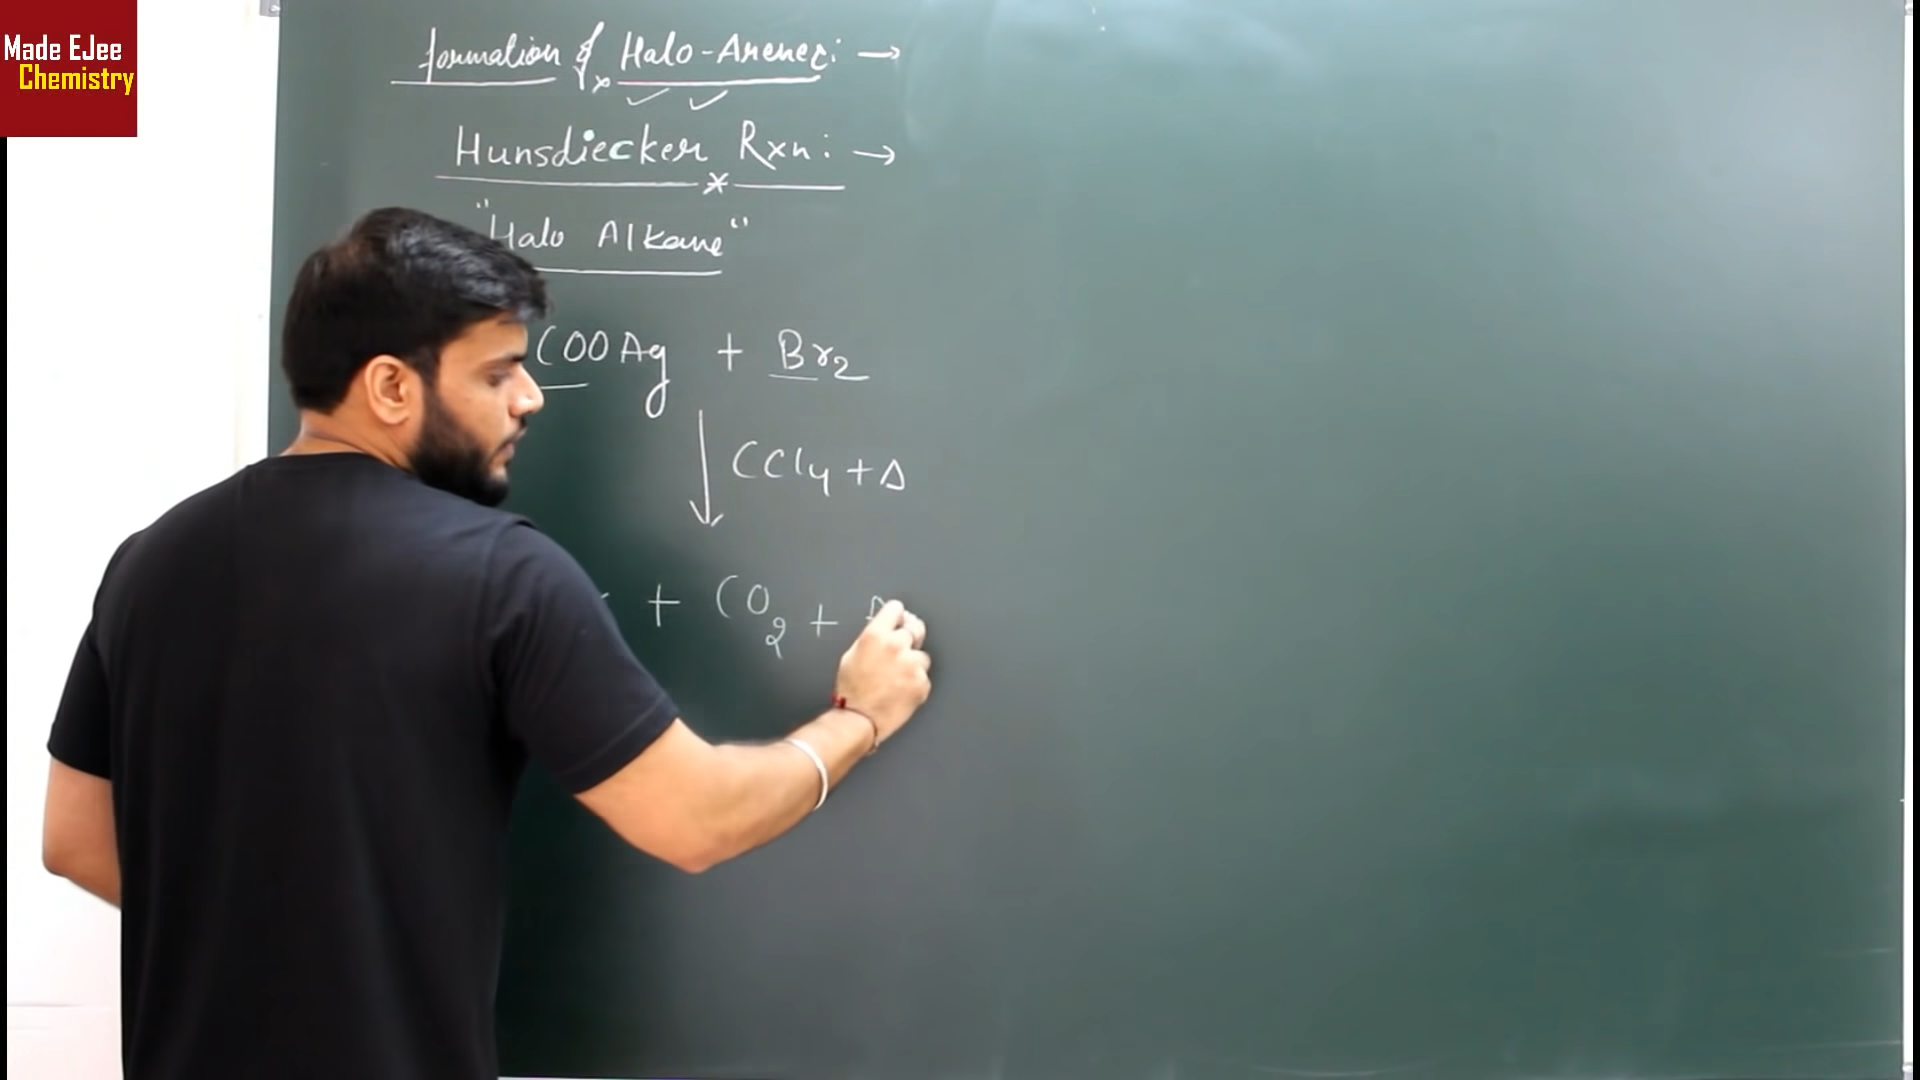 Made EJee
Chemistry
formation of Halo-Arenes: →
Hunsdiecker Rxn: →
"Halo Alkane"
COOAg + Br2
↓ CCl4 + Δ
+ CO2 +